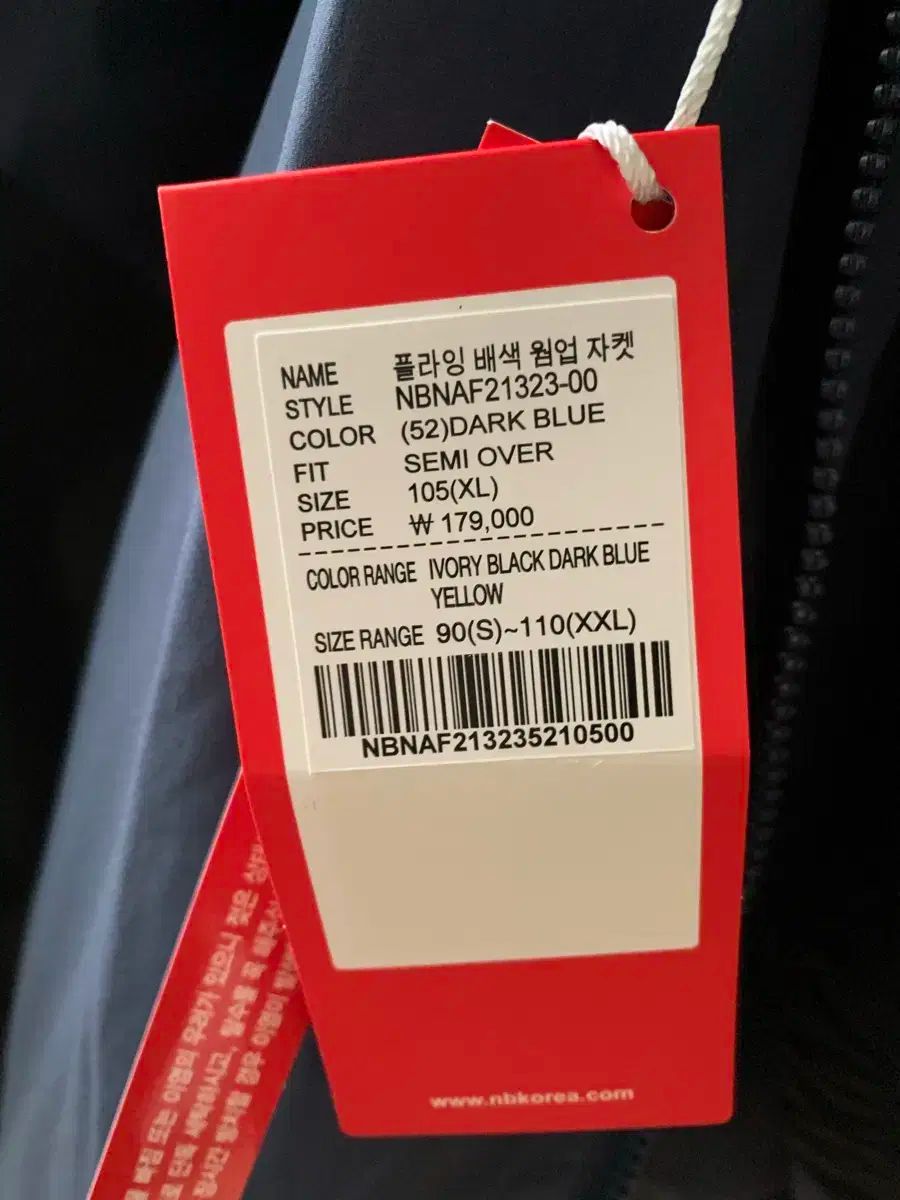 NAME 플라잉 배색 웜업 자켓
STYLE NBNAF21323-00
COLOR (52)DARK BLUE
FIT SEMI OVER
SIZE 105(XL)
PRICE ₩ 179,000
COLOR RANGE IVORY BLACK DARK BLUE
YELLOW
SIZE RANGE 90(S)~110(XXL)
NBNAF213235210500
www.nbkorea.com